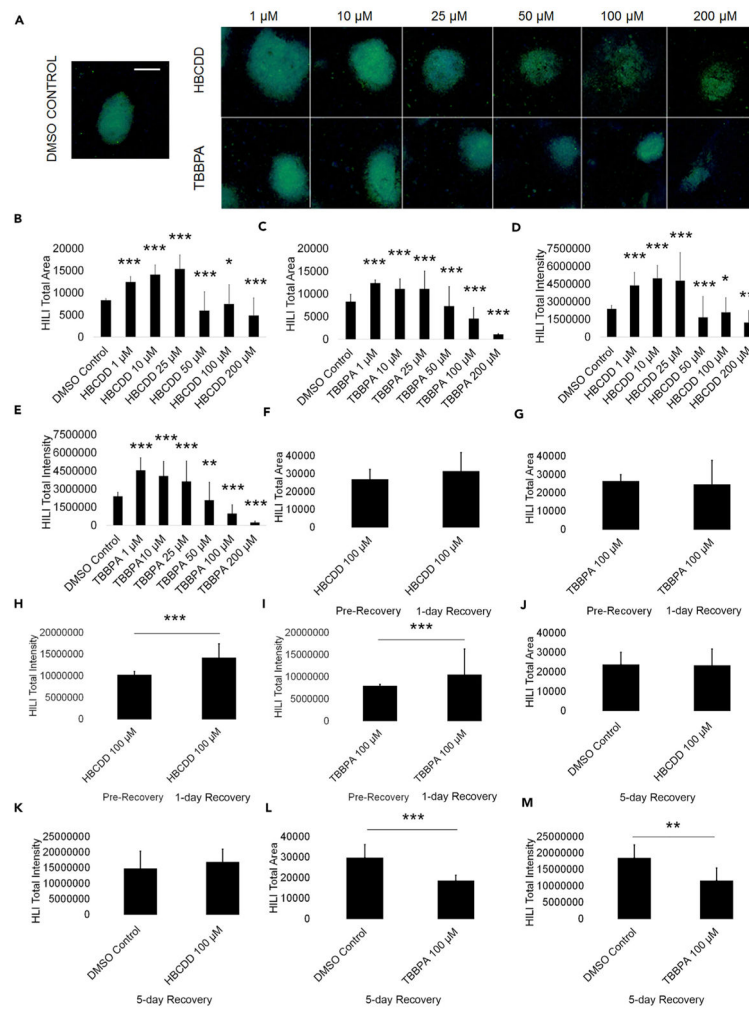 A
1 µM 10 µM 25 µM 50 µM 100 µM 200 µM
DMSO CONTROL
HBCDD
TBBPA
B
HILI Total Area
20000
15000
10000
5000
0
*** *** *** *** * ***
DMSO Control
HBCDD 1 µM
HBCDD 10 µM
HBCDD 25 µM
HBCDD 50 µM
HBCDD 100 µM
HBCDD 200 µM
C
HILI Total Area
20000
15000
10000
5000
0
*** *** *** *** *** ***
DMSO Control
TBBPA 1 µM
TBBPA 10 µM
TBBPA 25 µM
TBBPA 50 µM
TBBPA 100 µM
TBBPA 200 µM
D
HILI Total Intensity
7500000
6000000
4500000
3000000
1500000
0
*** *** *** *** * **
DMSO Control
HBCDD 1 µM
HBCDD 10 µM
HBCDD 25 µM
HBCDD 50 µM
HBCDD 100 µM
HBCDD 200 µM
E
HILI Total Intensity
7500000
6000000
4500000
3000000
1500000
0
*** *** *** ** *** ***
DMSO Control
TBBPA 1 µM
TBBPA 10 µM
TBBPA 25 µM
TBBPA 50 µM
TBBPA 100 µM
TBBPA 200 µM
F
HILI Total Area
50000
40000
30000
20000
10000
0
HBCDD 100 µM
HBCDD 100 µM
Pre-Recovery 1-day Recovery
G
HILI Total Area
50000
40000
30000
20000
10000
0
TBBPA 100 µM
TBBPA 100 µM
Pre-Recovery 1-day Recovery
H
HILI Total Intensity
20000000
15000000
10000000
5000000
0
***
HBCDD 100 µM
HBCDD 100 µM
Pre-Recovery 1-day Recovery
I
HILI Total Intensity
20000000
15000000
10000000
5000000
0
***
TBBPA 100 µM
TBBPA 100 µM
Pre-Recovery 1-day Recovery
J
HILI Total Area
40000
30000
20000
10000
0
DMSO Control
HBCDD 100 µM
5-day Recovery
K
HILI Total Intensity
25000000
20000000
15000000
10000000
5000000
0
DMSO Control
HBCDD 100 µM
5-day Recovery
L
HILI Total Area
40000
30000
20000
10000
0
***
DMSO Control
TBBPA 100 µM
5-day Recovery
M
HILI Total Intensity
25000000
20000000
15000000
10000000
5000000
0
**
DMSO Control
TBBPA 100 µM
5-day Recovery